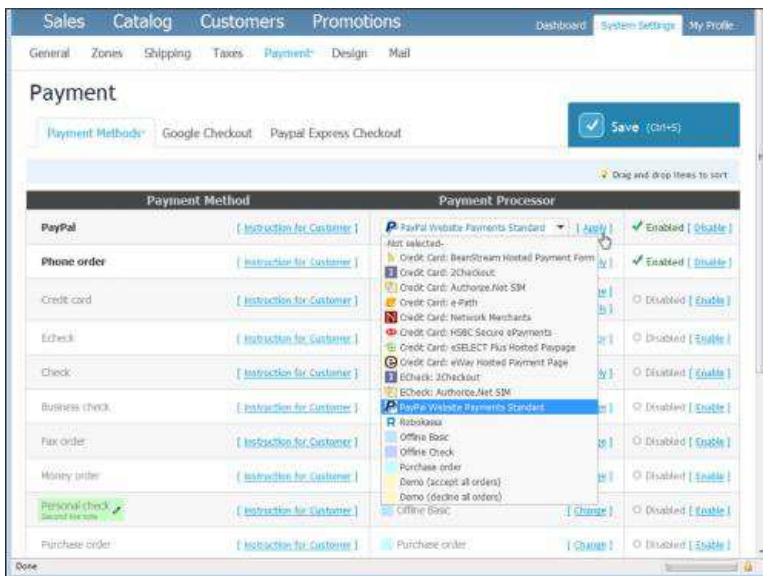 Sales Catalog Customers Promotions Dashboard System Settings My Profile
General Zones Shipping Taxes Payment Design Mail
Payment
Payment Methods Google Checkout Paypal Express Checkout
Save (Ctrl+S)
Drag and drop items to sort
Payment Method Payment Processor
PayPal [ Instruction for Customer ] PayPal Website Payments Standard [ Apply ] Enabled [ Disable ]
-Not selected-
Credit Card: BeanStream Hosted Payment Form
Phone order [ Instruction for Customer ] Enabled [ Disable ]
Credit Card: 2Checkout
Credit Card: Authorize.Net SIM
Credit card [ Instruction for Customer ] Credit Card: e-Path Disabled [ Enable ]
Credit Card: Network Merchants
Credit Card: HSBC Secure ePayments
Echeck [ Instruction for Customer ] Disabled [ Enable ]
Credit Card: eSELECT Plus Hosted Paypage
Credit Card: eWay Hosted Payment Page
Check [ Instruction for Customer ] ECheck: 2Checkout Disabled [ Enable ]
ECheck: Authorize.Net SIM
Business check [ Instruction for Customer ] PayPal Website Payments Standard Disabled [ Enable ]
Robokassa
Fax order [ Instruction for Customer ] Offline Basic Disabled [ Enable ]
Offline Check
Purchase order
Money order [ Instruction for Customer ] Demo (accept all orders) Disabled [ Enable ]
Demo (decline all orders)
Personal check [ Instruction for Customer ] Offline Basic [ Change ] Disabled [ Enable ]
Purchase order [ Instruction for Customer ] Purchase order [ Change ] Disabled [ Enable ]
Done